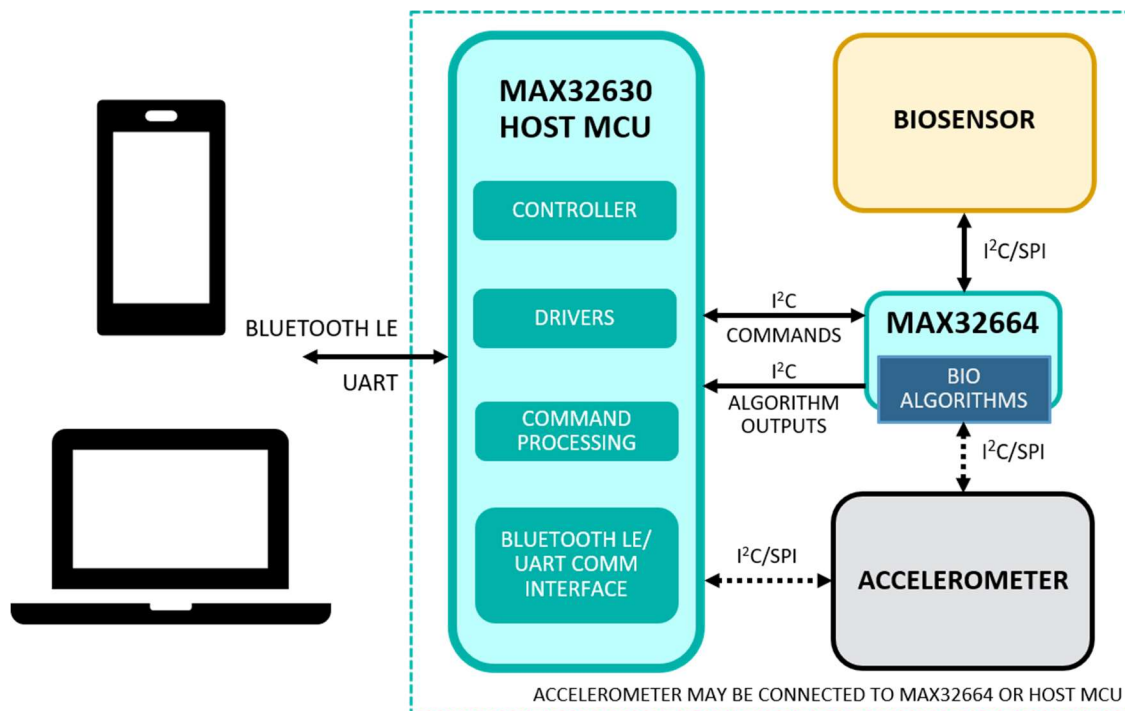 BLUETOOTH LE
UART
MAX32630
HOST MCU
CONTROLLER
DRIVERS
COMMAND
PROCESSING
BLUETOOTH LE/
UART COMM
INTERFACE
I²C
COMMANDS
I²C
ALGORITHM
OUTPUTS
I²C/SPI
BIOSENSOR
I²C/SPI
MAX32664
BIO
ALGORITHMS
I²C/SPI
ACCELEROMETER
ACCELEROMETER MAY BE CONNECTED TO MAX32664 OR HOST MCU